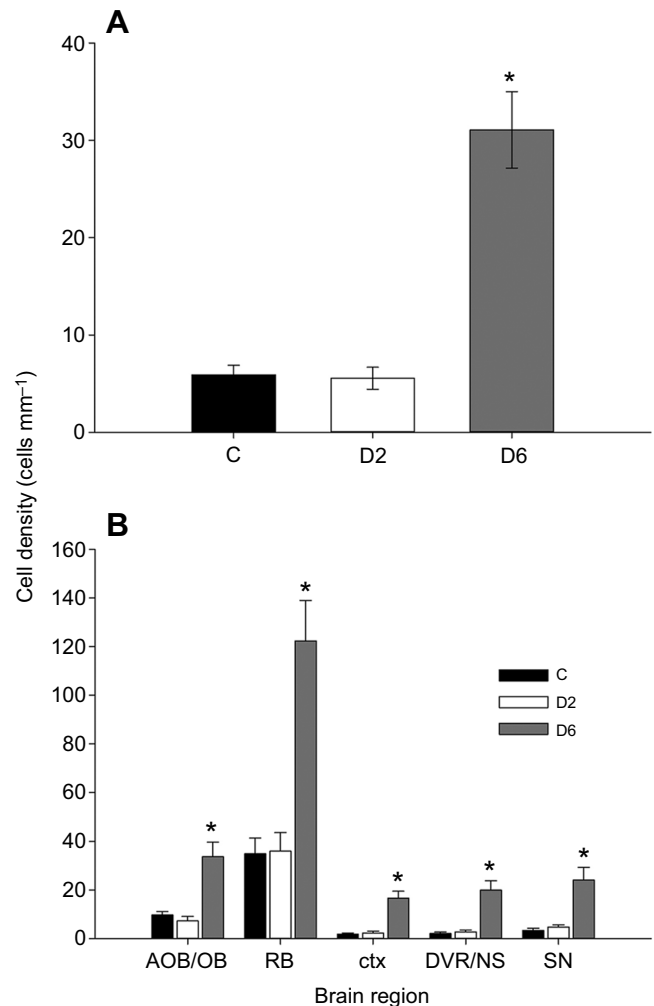 A
40
30
20
10
0
*
C D2 D6
Cell density (cells mm⁻¹)
B
160
140
120
100
80
60
40
20
0
* * * * *
C
D2
D6
AOB/OB RB ctx DVR/NS SN
Brain region